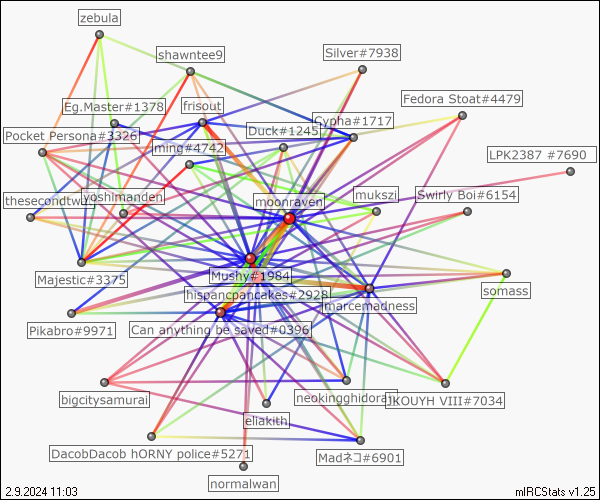 zebula
shawntee9
Silver#7938
Fedora Stoat#4479
Eg.Master#1378
frisout
Cypha#1717
Duck#1245
Pocket Persona#3326
ming#4742
LPK2387 #7690
thesecondtw
yoshimanden
moonraven
mukszi
Swirly Boi#6154
Majestic#3375
Mushy#1984
somass
hispancpancakes#2928
marcemadness
Pikabro#9971
Can anything be saved#0396
bigcitysamurai
neokingghidora
JKOUYH VIII#7034
eliakith
DacobDacob hORNY police#5271
Madネコ#6901
normalwan
2.9.2024 11:03
mIRCStats v1.25